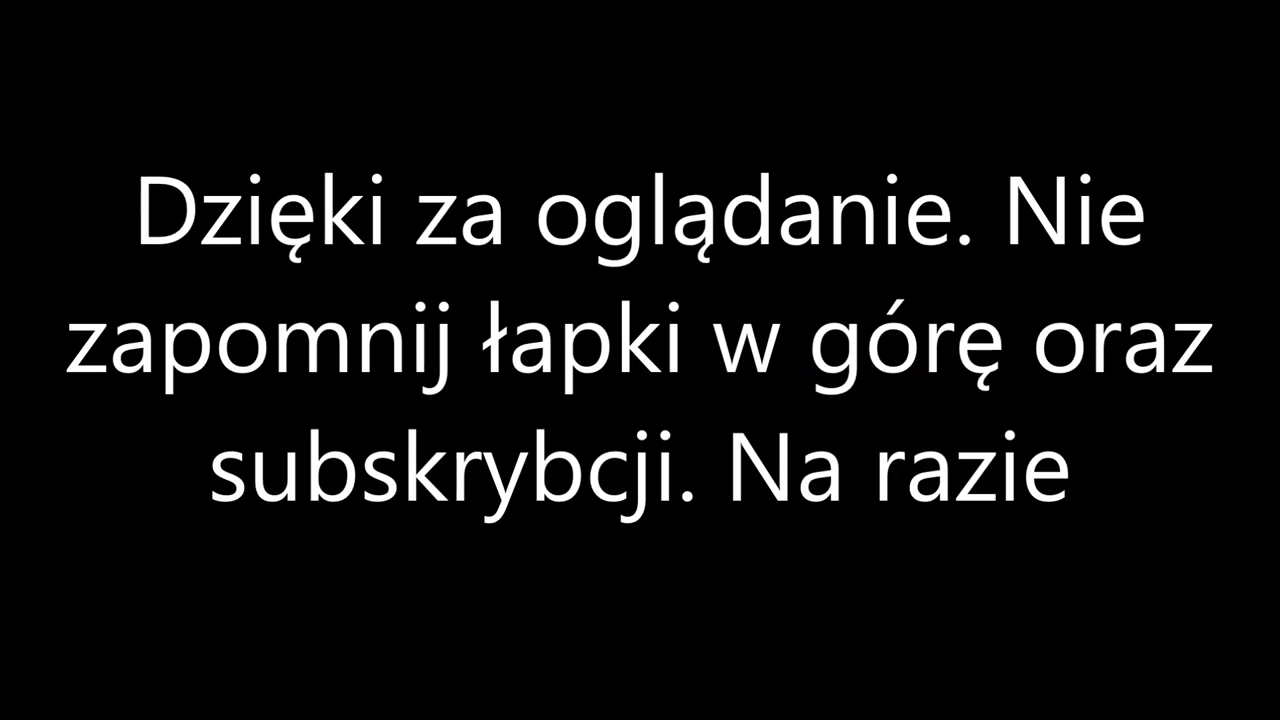 Dzięki za oglądanie. Nie
zapomnij łapki w górę oraz
subskrybcji. Na razie